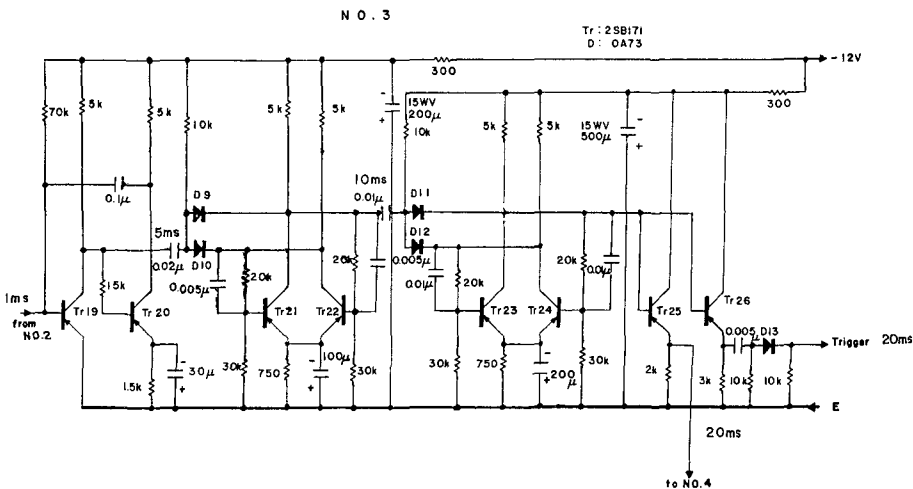 NO.3
Tr: 2SB171
D: OA73
-12V
300
300
70k
5k
5k
10k
5k
5k
15WV
200μ
10k
5k
5k
15WV
500μ
0.1μ
D9
10ms
0.01μ
D11
5ms
0.02μ
D10
D12
0.005μ
20k
20k
0.005μ
0.01μ
20k
20k
0.01μ
15k
1ms
from
NO.2
Tr19
Tr20
Tr21
Tr22
Tr23
Tr24
Tr25
Tr26
0.005
μ
D13
Trigger 20ms
1.5k
30μ
30k
750
100μ
30k
30k
750
200μ
30k
2k
3k
10k
10k
E
20ms
to NO.4